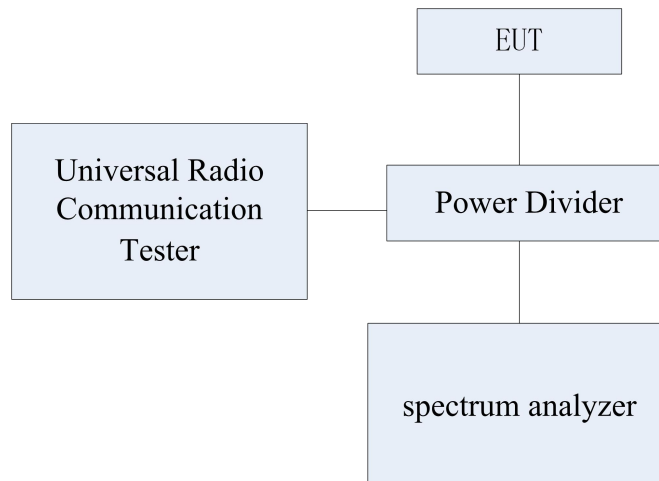 EUT
Universal Radio
Communication
Tester
Power Divider
spectrum analyzer